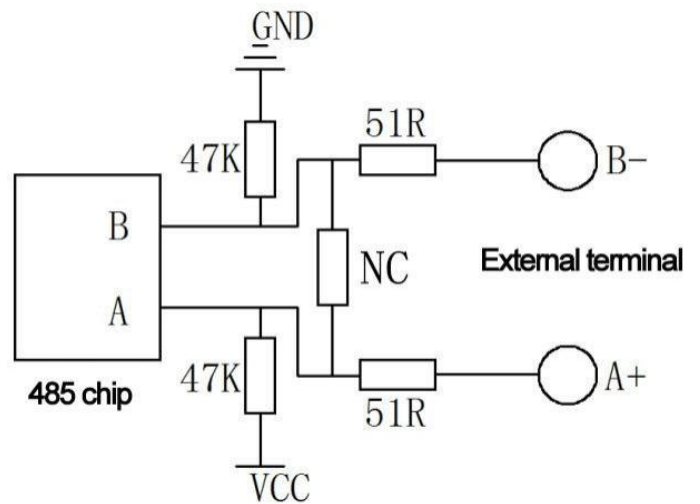 GND
51R
47K
B-
B
NC
External terminal
A
47K
A+
485 chip
51R
VCC